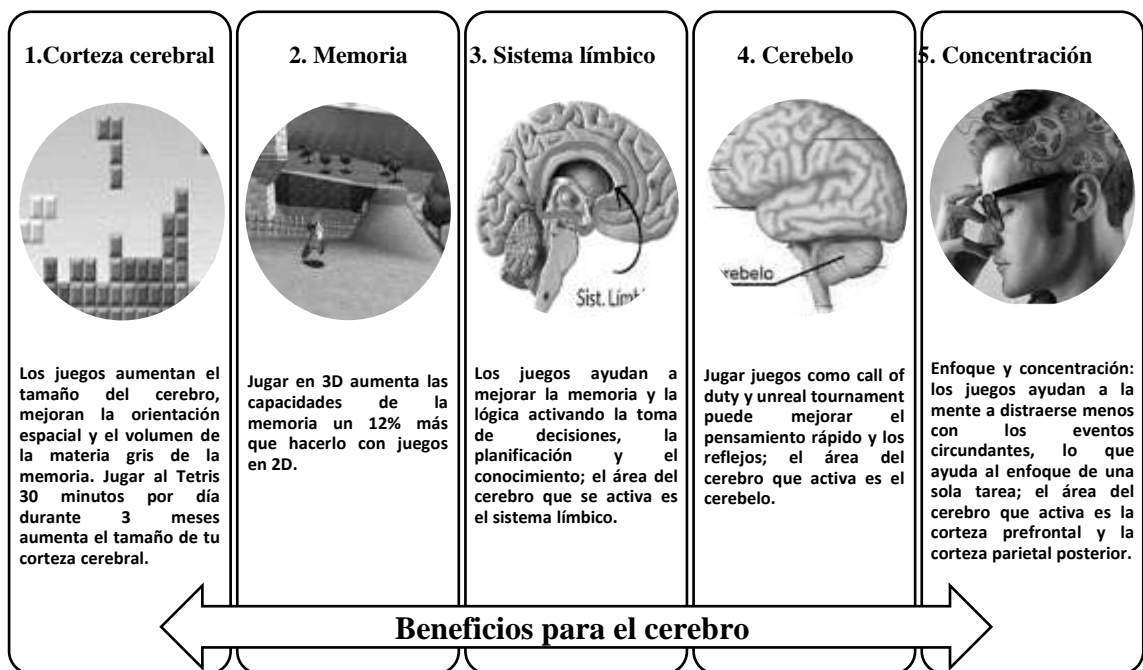 1.Corteza cerebral
Los juegos aumentan el
tamaño del cerebro,
mejoran la orientación
espacial y el volumen de
la materia gris de la
memoria. Jugar al Tetris
30 minutos por día
durante 3 meses
aumenta el tamaño de tu
corteza cerebral.
2. Memoria
Jugar en 3D aumenta las
capacidades de la
memoria un 12% más
que hacerlo con juegos
en 2D.
3. Sistema límbico
Sist. Lím
Los juegos ayudan a
mejorar la memoria y la
lógica activando la toma
de decisiones, la
planificación y el
conocimiento; el área del
cerebro que se activa es
el sistema límbico.
4. Cerebelo
rebelo
Jugar juegos como call of
duty y unreal tournament
puede mejorar el
pensamiento rápido y los
reflejos; el área del
cerebro que activa es el
cerebelo.
5. Concentración
Enfoque y concentración:
los juegos ayudan a la
mente a distraerse menos
con los eventos
circundantes, lo que
ayuda al enfoque de una
sola tarea; el área del
cerebro que activa es la
corteza prefrontal y la
corteza parietal posterior.
Beneficios para el cerebro